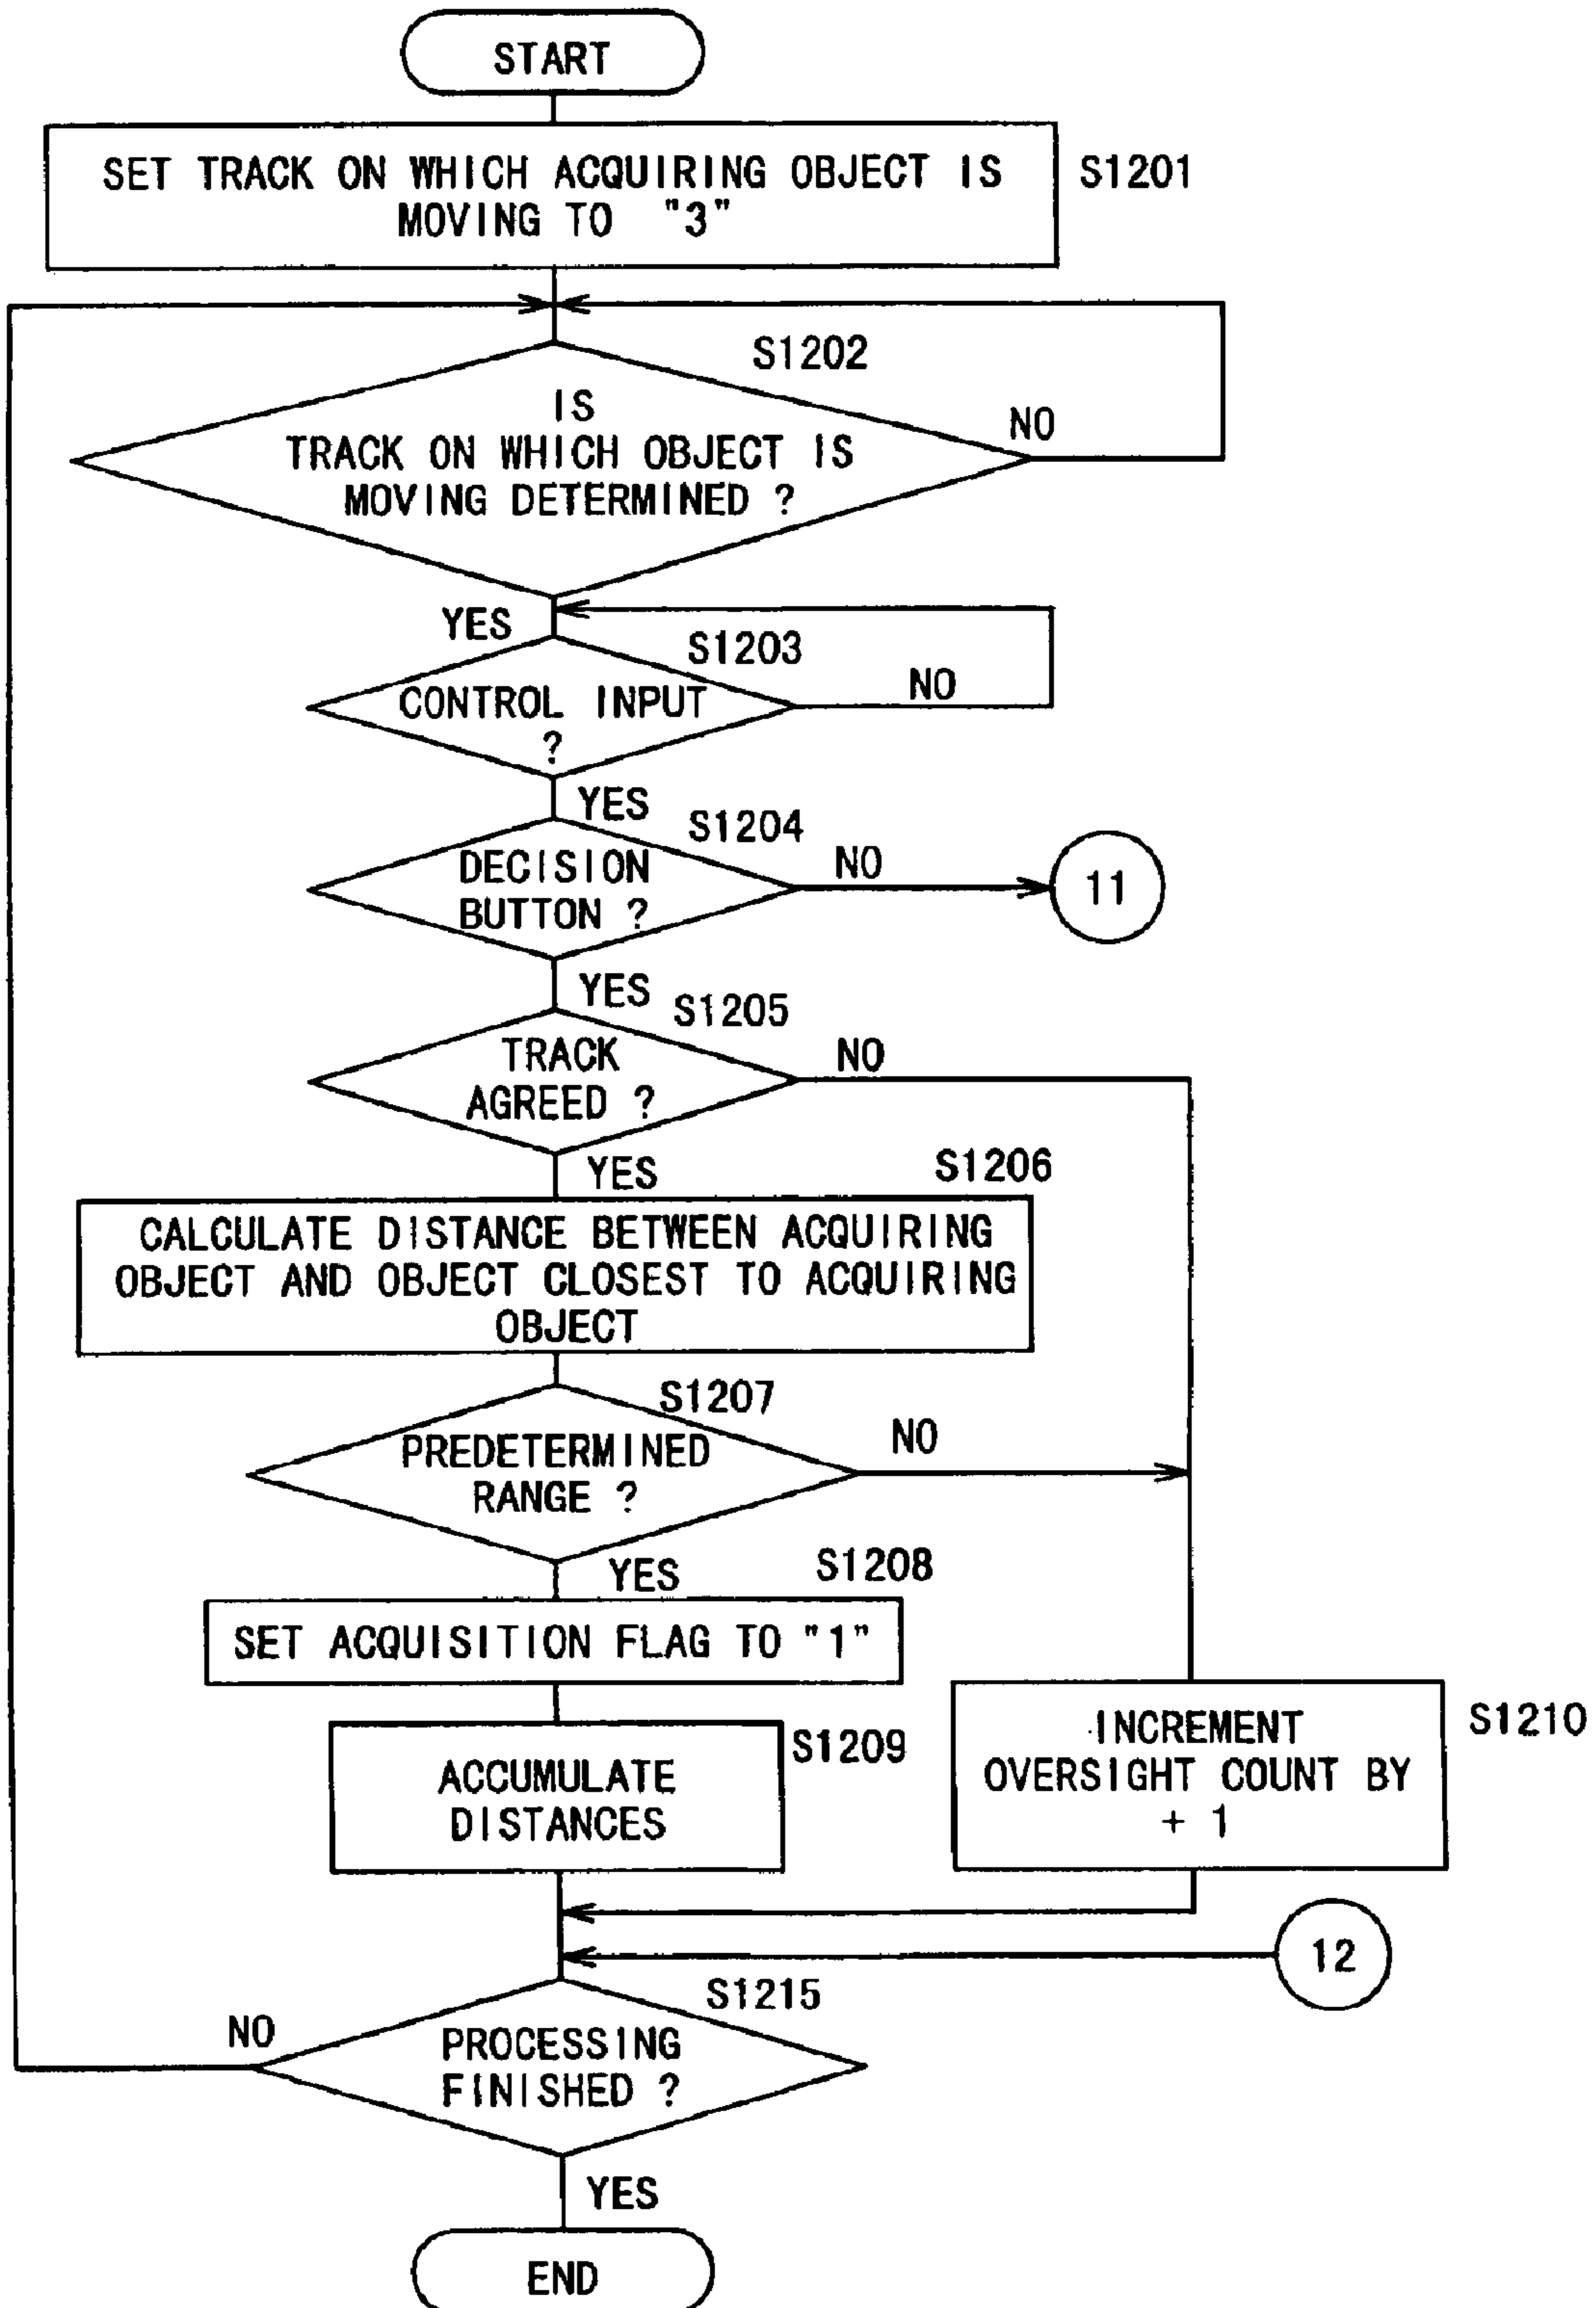 START
SET TRACK ON WHICH ACQUIRING OBJECT IS
MOVING TO "3"
S1201
S1202
IS
TRACK ON WHICH OBJECT IS
MOVING DETERMINED ?
NO
YES
S1203
CONTROL INPUT
?
NO
YES
S1204
DECISION
BUTTON ?
NO
11
YES
S1205
TRACK
AGREED ?
NO
YES
S1206
CALCULATE DISTANCE BETWEEN ACQUIRING
OBJECT AND OBJECT CLOSEST TO ACQUIRING
OBJECT
S1207
PREDETERMINED
RANGE ?
NO
YES
S1208
SET ACQUISITION FLAG TO "1"
S1209
ACCUMULATE
DISTANCES
INCREMENT
OVERSIGHT COUNT BY
+ 1
S1210
12
S1215
PROCESSING
FINISHED ?
NO
YES
END